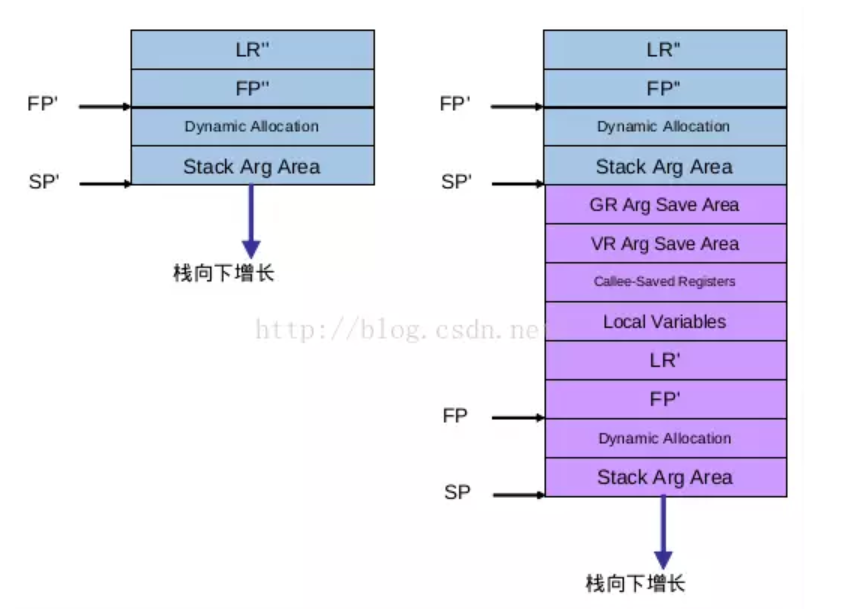 LR''
FP''
FP'
Dynamic Allocation
Stack Arg Area
SP'
栈向下增长
LR''
FP''
FP'
Dynamic Allocation
Stack Arg Area
SP'
GR Arg Save Area
VR Arg Save Area
Callee-Saved Registers
Local Variables
LR'
FP'
FP
Dynamic Allocation
Stack Arg Area
SP
栈向下增长
http://blog.csdn.ne